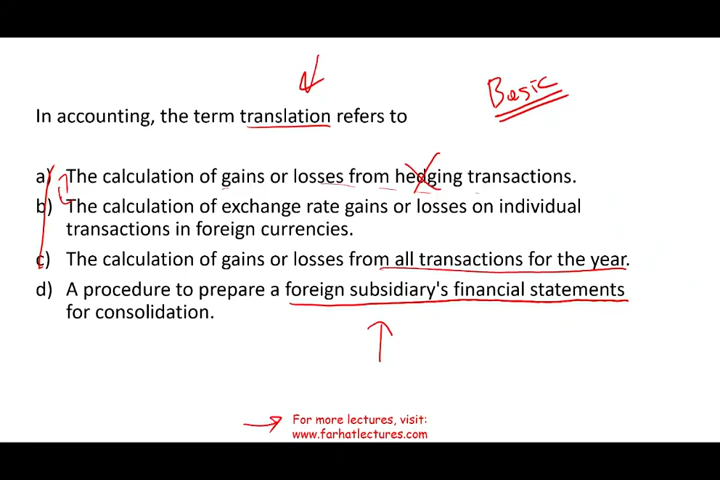 Basic
In accounting, the term translation refers to
a) The calculation of gains or losses from hedging transactions.
b) The calculation of exchange rate gains or losses on individual
transactions in foreign currencies.
c) The calculation of gains or losses from all transactions for the year.
d) A procedure to prepare a foreign subsidiary's financial statements
for consolidation.
For more lectures, visit:
www.farhatlectures.com